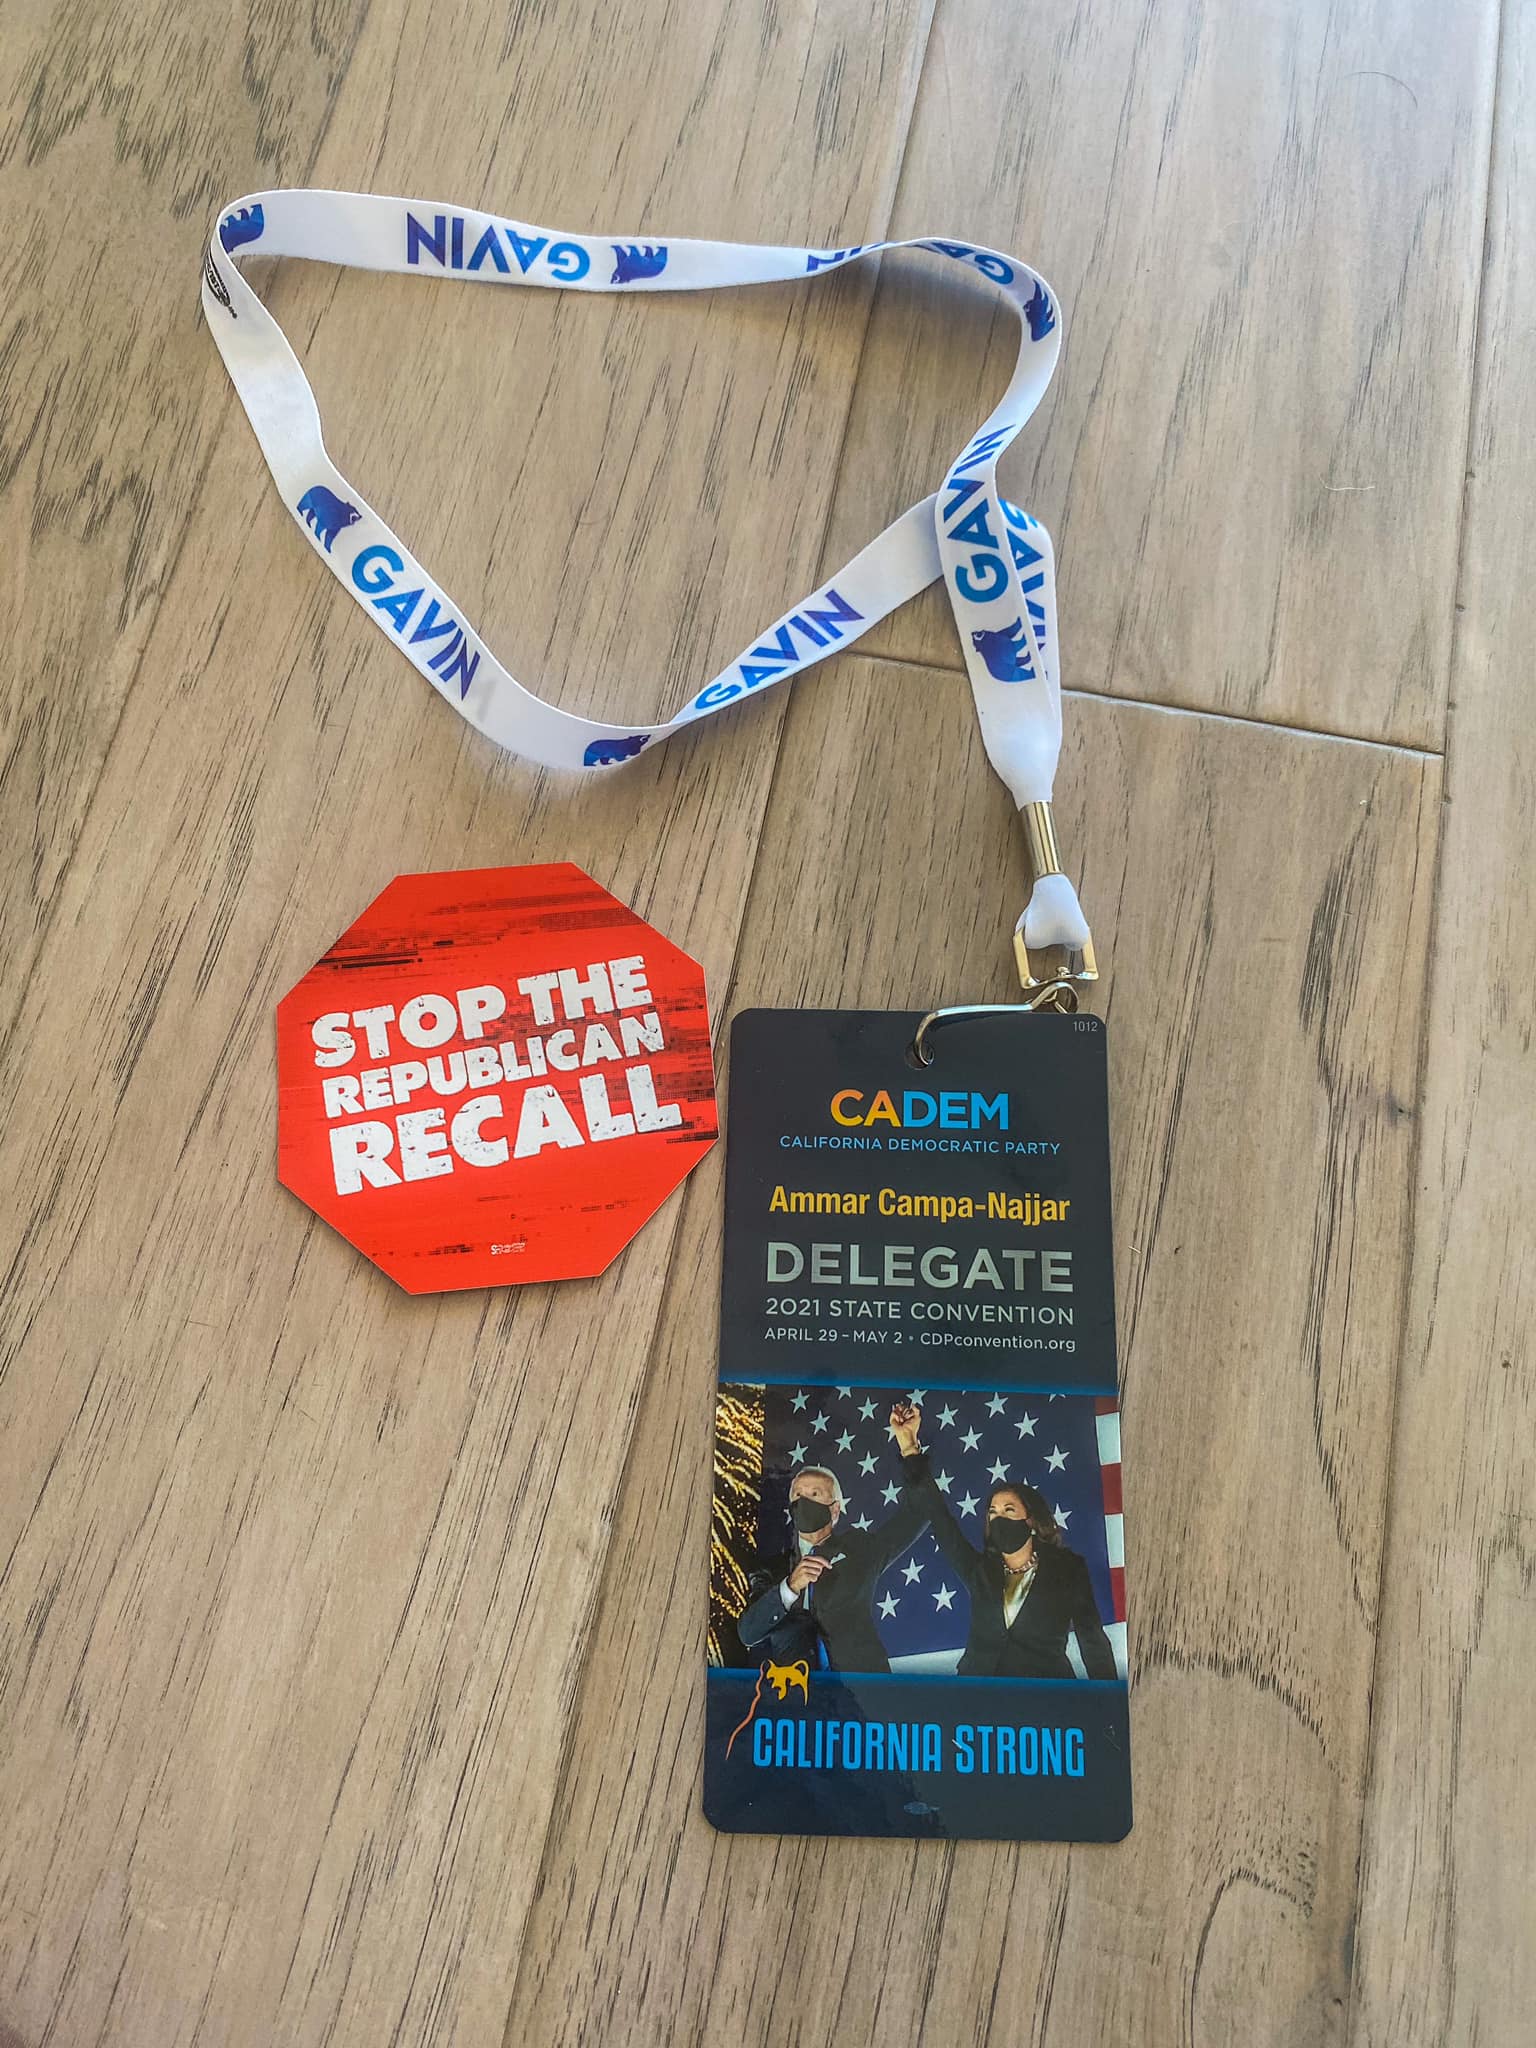 GAVIN
GAVIN
GAVIN
GAVIN
GAVIN
STOP THE
REPUBLICAN
RECALL
1012
CADEM
CALIFORNIA DEMOCRATIC PARTY
Ammar Campa-Najjar
DELEGATE
2021 STATE CONVENTION
APRIL 29 – MAY 2 • CDPconvention.org
CALIFORNIA STRONG